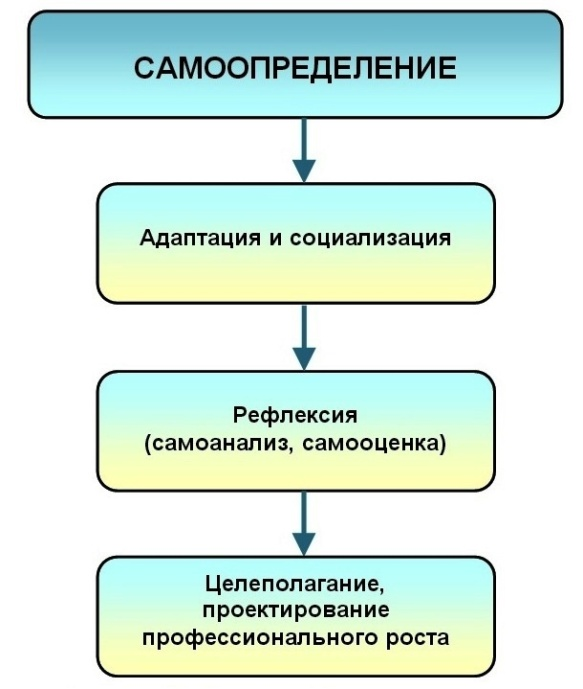 САМООПРЕДЕЛЕНИЕ
Адаптация и социализация
Рефлексия
(самоанализ, самооценка)
Целеполагание,
проектирование
профессионального роста